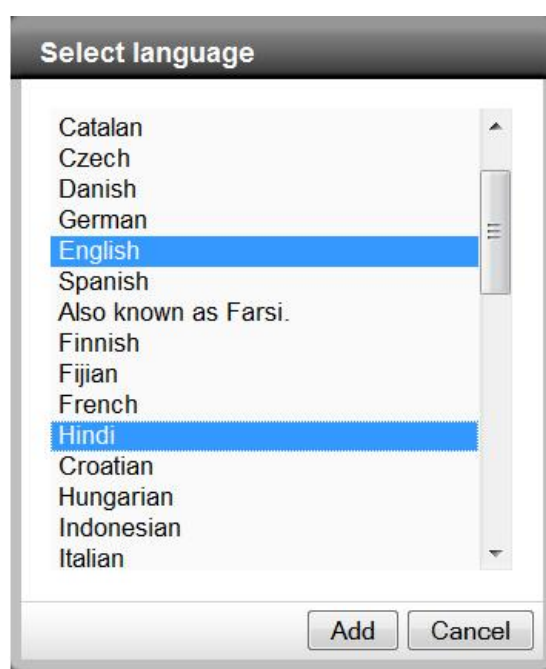 Select language
Catalan
Czech
Danish
German
English
Spanish
Also known as Farsi.
Finnish
Fijian
French
Hindi
Croatian
Hungarian
Indonesian
Italian
Add
Cancel